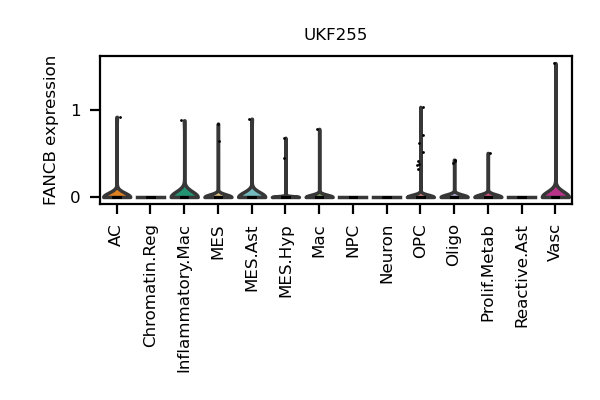 UKF255
FANCB expression
1
0
AC
Chromatin.Reg
Inflammatory.Mac
MES
MES.Ast
MES.Hyp
Mac
NPC
Neuron
OPC
Oligo
Prolif.Metab
Reactive.Ast
Vasc